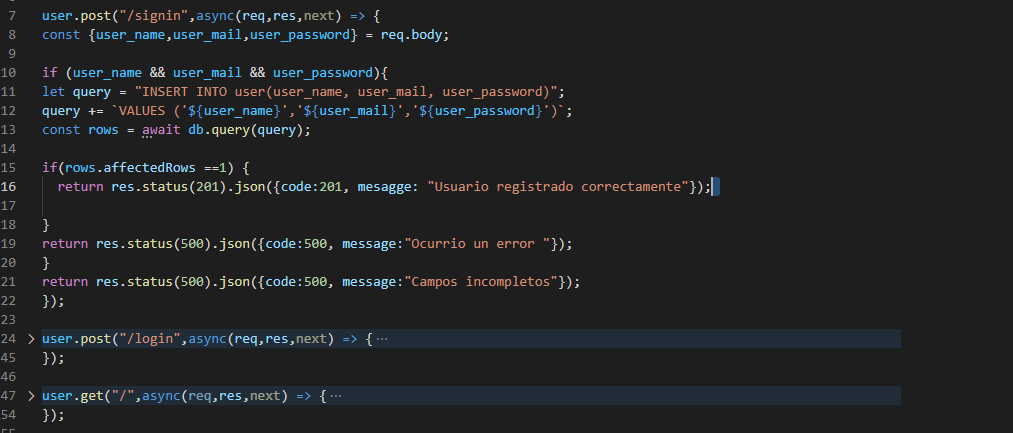 7 user.post("/signin",async(req,res,next) => {
8 const {user_name,user_mail,user_password} = req.body;
9
10 if (user_name && user_mail && user_password){
11 let query = "INSERT INTO user(user_name, user_mail, user_password)";
12 query += `VALUES ('${user_name}','${user_mail}','${user_password}')`;
13 const rows = await db.query(query);
14
15 if(rows.affectedRows ==1) {
16 return res.status(201).json({code:201, mesagge: "Usuario registrado correctamente"});
17
18 }
19 return res.status(500).json({code:500, message:"Ocurrio un error "});
20 }
21 return res.status(500).json({code:500, message:"Campos incompletos"});
22 });
23
24 > user.post("/login",async(req,res,next) => { ···
45 });
46
47 > user.get("/",async(req,res,next) => { ···
54 });